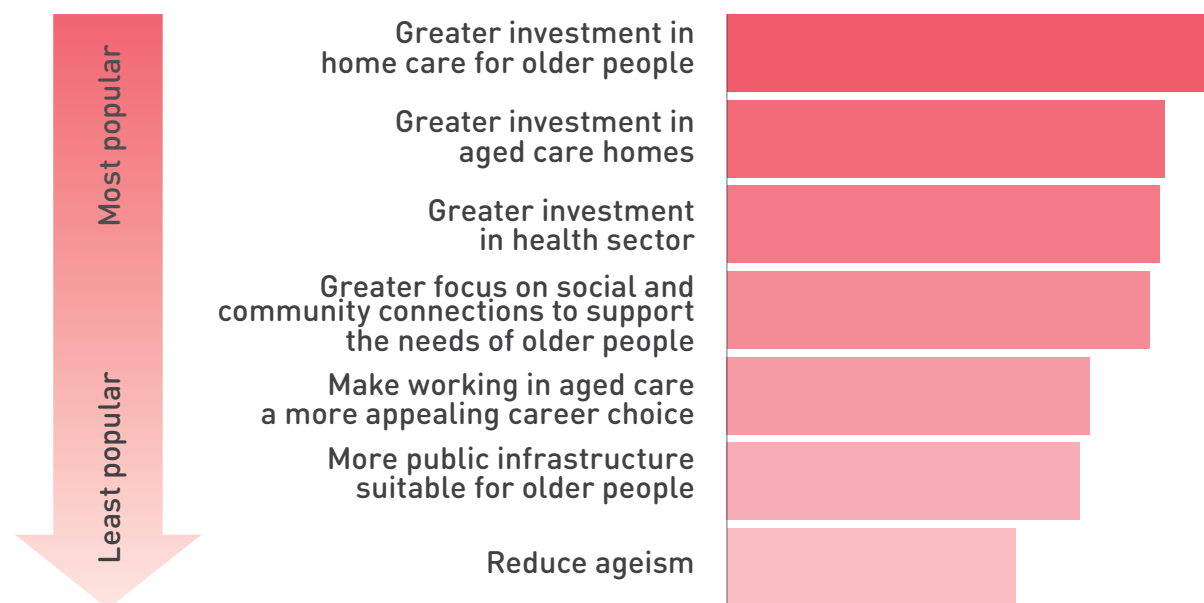 Most popular
Least popular
Greater investment in
home care for older people
Greater investment in
aged care homes
Greater investment
in health sector
Greater focus on social and
community connections to support
the needs of older people
Make working in aged care
a more appealing career choice
More public infrastructure
suitable for older people
Reduce ageism